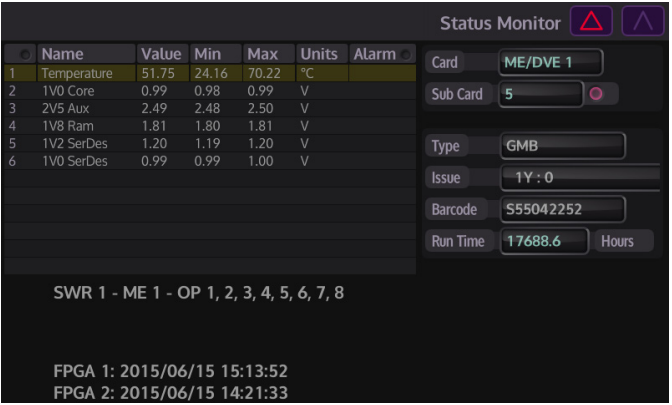 Status Monitor
Name Value Min Max Units Alarm
1 Temperature 51.75 24.16 70.22 °C
2 1V0 Core 0.99 0.98 0.99 V
3 2V5 Aux 2.49 2.48 2.50 V
4 1V8 Ram 1.81 1.80 1.81 V
5 1V2 SerDes 1.20 1.19 1.20 V
6 1V0 SerDes 0.99 0.99 1.00 V
Card ME/DVE 1
Sub Card 5
Type GMB
Issue 1Y : 0
Barcode S55042252
Run Time 17688.6 Hours
SWR 1 - ME 1 - OP 1, 2, 3, 4, 5, 6, 7, 8
FPGA 1: 2015/06/15 15:13:52
FPGA 2: 2015/06/15 14:21:33